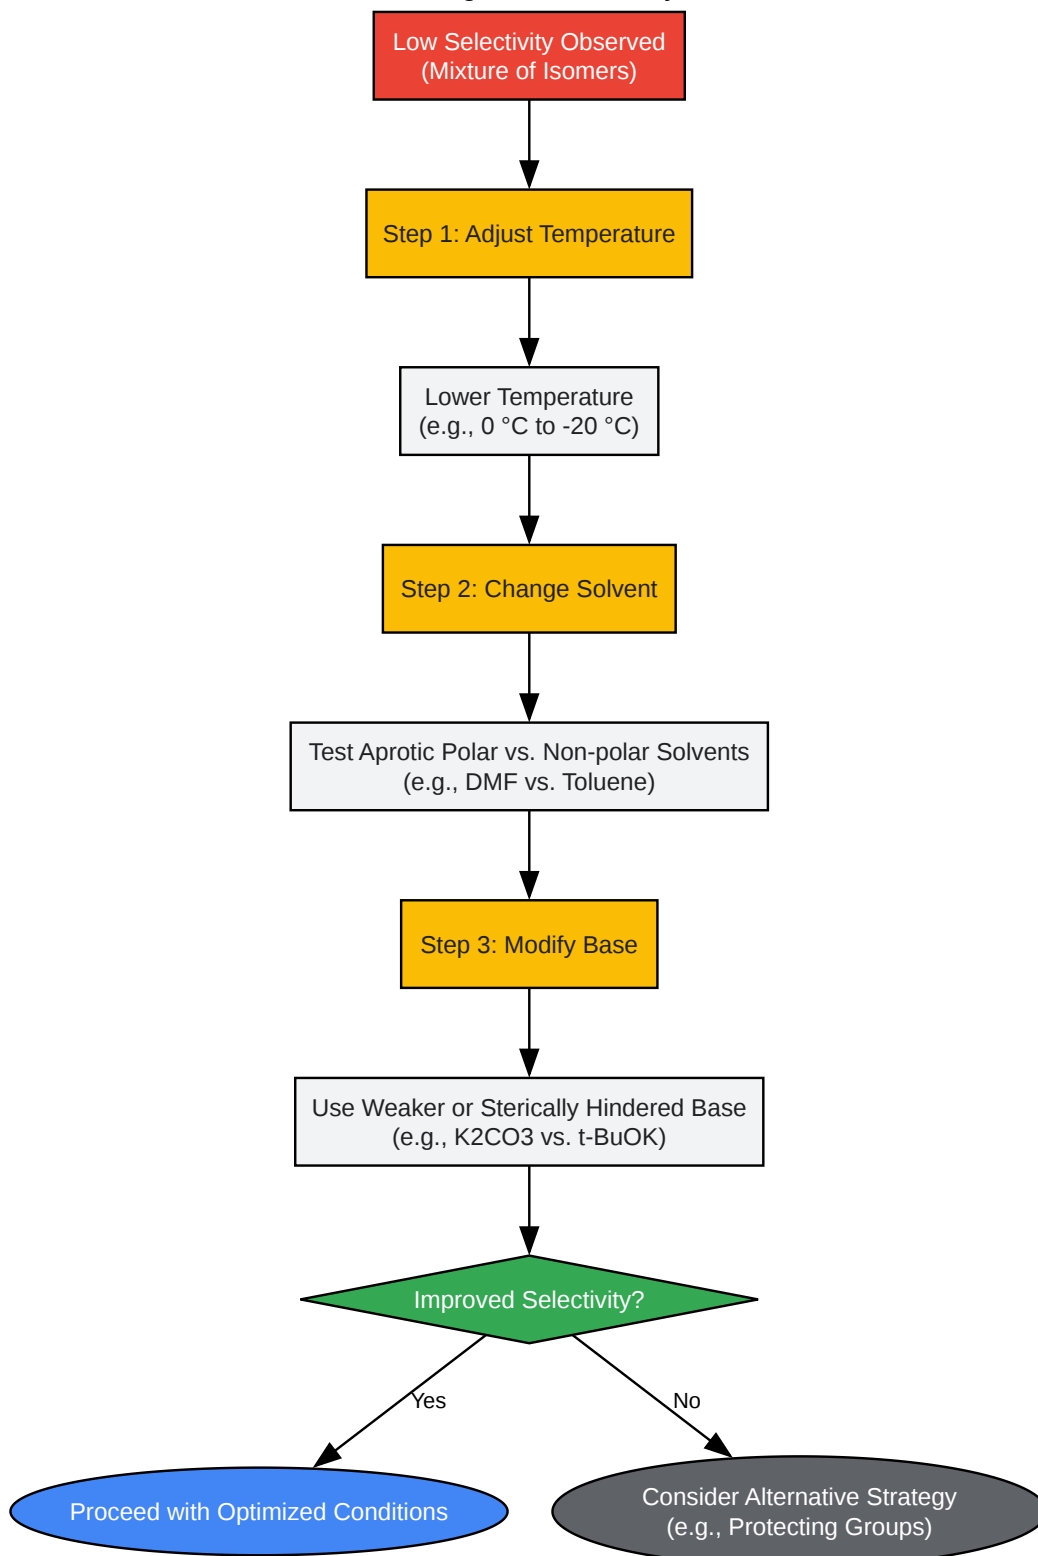 Low Selectivity Observed
(Mixture of Isomers)
Step 1: Adjust Temperature
Lower Temperature
(e.g., 0 °C to -20 °C)
Step 2: Change Solvent
Test Aprotic Polar vs. Non-polar Solvents
(e.g., DMF vs. Toluene)
Step 3: Modify Base
Use Weaker or Sterically Hindered Base
(e.g., K2CO3 vs. t-BuOK)
Improved Selectivity?
Yes
No
Proceed with Optimized Conditions
Consider Alternative Strategy
(e.g., Protecting Groups)